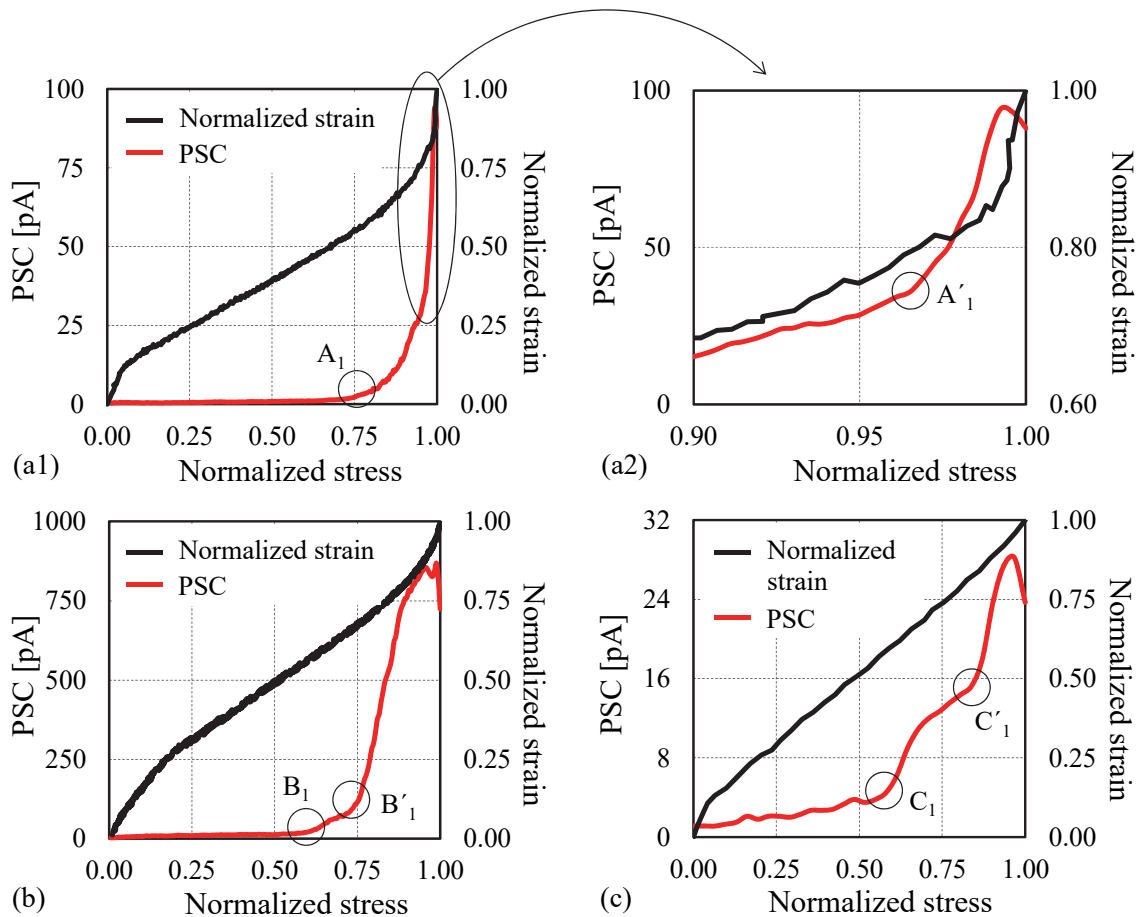 100
75
50
25
0
PSC [pA]
Normalized strain
PSC
A1
1.00
0.75
0.50
0.25
0.00
Normalized strain
0.00 0.25 0.50 0.75 1.00
Normalized stress
(a1)
100
50
0
PSC [pA]
A´1
1.00
0.80
0.60
Normalized strain
0.90 0.95 1.00
Normalized stress
(a2)
1000
750
500
250
0
PSC [pA]
Normalized strain
PSC
B1
B´1
1.00
0.75
0.50
0.25
0.00
Normalized strain
0.00 0.25 0.50 0.75 1.00
Normalized stress
(b)
32
24
16
8
0
PSC [pA]
Normalized
strain
PSC
C´1
C1
1.00
0.75
0.50
0.25
0.00
Normalized strain
0.00 0.25 0.50 0.75 1.00
Normalized stress
(c)